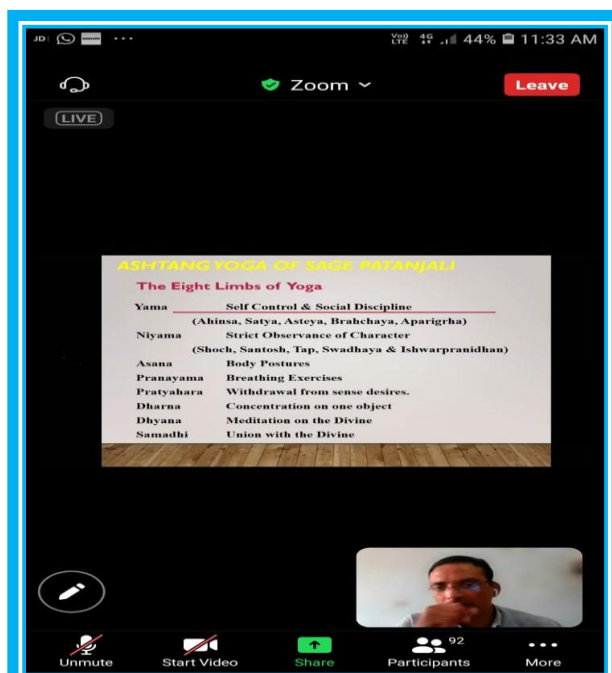 JD
Vo)) LTE 4G 44% 11:33 AM
Zoom
Leave
LIVE
ASHTANG YOGA OF SAGE PATANJALI
The Eight Limbs of Yoga
Yama Self Control & Social Discipline
(Ahinsa, Satya, Asteya, Brahchaya, Aparigrha)
Niyama Strict Observance of Character
(Shoch, Santosh, Tap, Swadhaya & Ishwarpranidhan)
Asana Body Postures
Pranayama Breathing Exercises
Pratyahara Withdrawal from sense desires.
Dharna Concentration on one object
Dhyana Meditation on the Divine
Samadhi Union with the Divine
92
Unmute Start Video Share Participants More